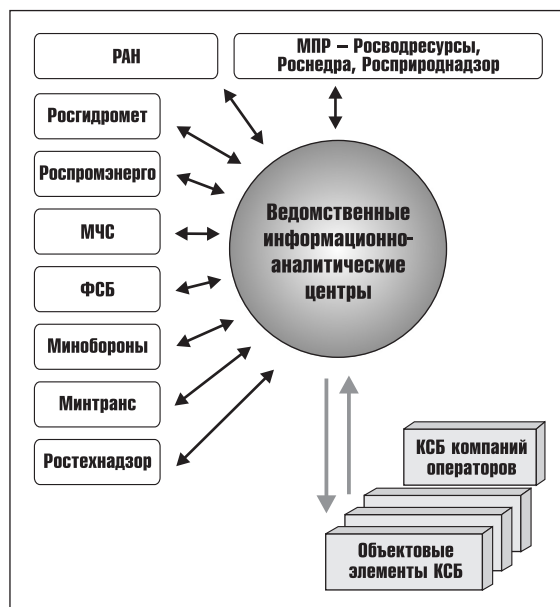 РАН
МПР – Росводресурсы,
Роснедра, Росприроднадзор
Росгидромет
Роспромэнерго
МЧС
ФСБ
Минобороны
Минтранс
Ростехнадзор
Ведомственные
информационно-
аналитические
центры
КСБ компаний
операторов
Объектовые
элементы КСБ